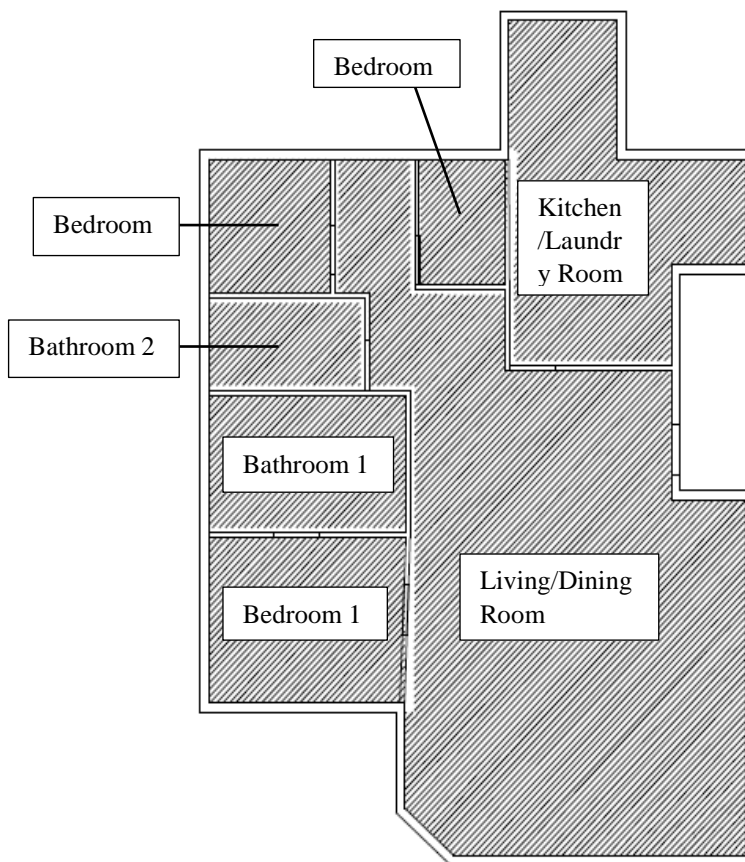 Bedroom
Bedroom
Kitchen
/Laundr
y Room
Bathroom 2
Bathroom 1
Living/Dining
Room
Bedroom 1